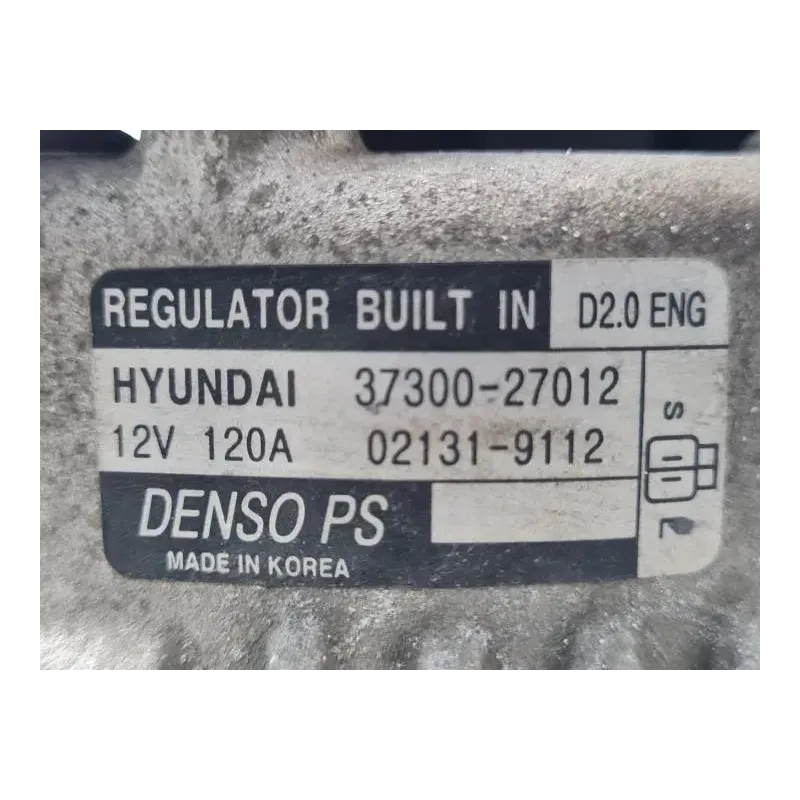 REGULATOR BUILT IN D2.0 ENG
HYUNDAI 37300-27012
12V 120A 02131-9112
S
L
DENSO PS
MADE IN KOREA